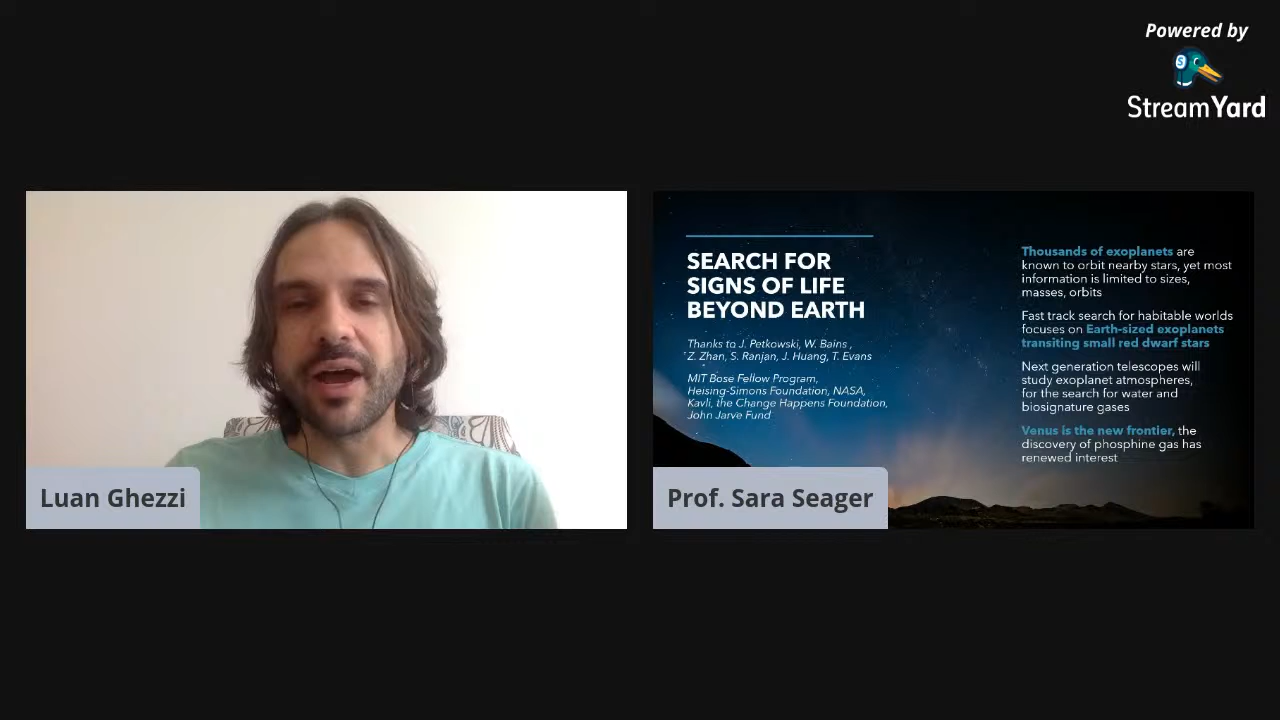 Powered by
S
StreamYard
Luan Ghezzi
SEARCH FOR
SIGNS OF LIFE
BEYOND EARTH
Thanks to J. Petkowski, W. Bains ,
Z. Zhan, S. Ranjan, J. Huang, T. Evans
MIT Bose Fellow Program,
Heising-Simons Foundation, NASA,
Kavli, the Change Happens Foundation,
John Jarve Fund
Prof. Sara Seager
Thousands of exoplanets are
known to orbit nearby stars, yet most
information is limited to sizes,
masses, orbits
Fast track search for habitable worlds
focuses on Earth-sized exoplanets
transiting small red dwarf stars
Next generation telescopes will
study exoplanet atmospheres,
for the search for water and
biosignature gases
Venus is the new frontier, the
discovery of phosphine gas has
renewed interest